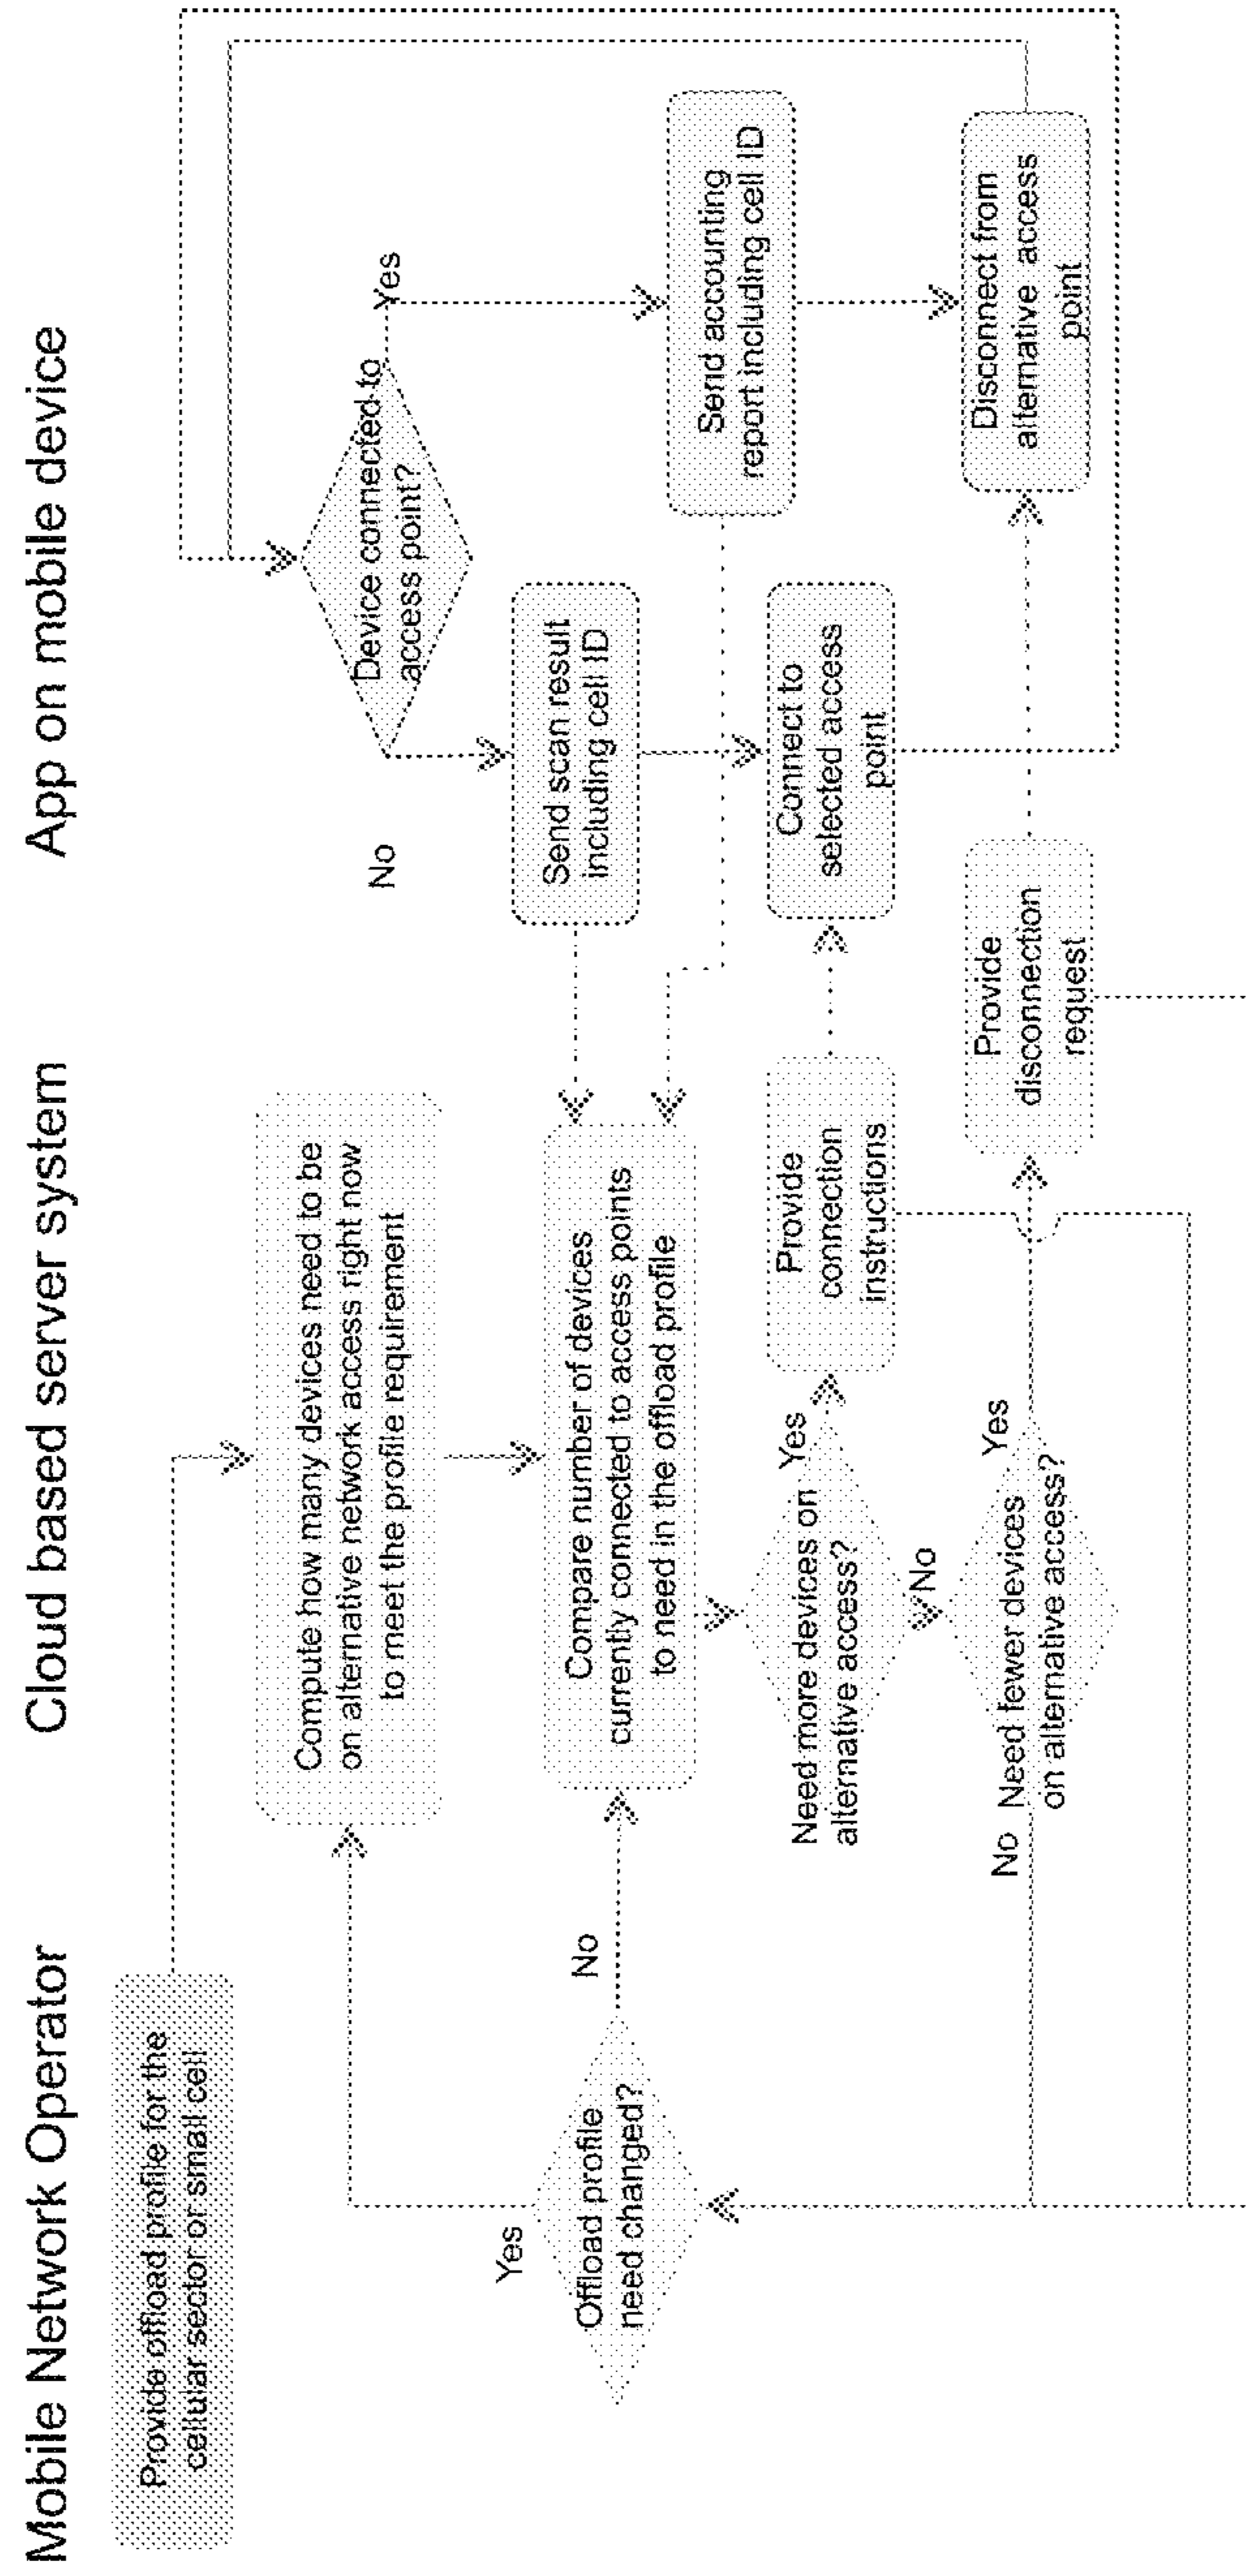 Mobile Network Operator
Cloud based server system
App on mobile device
Provide offload profile for the
cellular sector or small cell
Compute how many devices need to be
on alternative network access right now
to meet the profile requirement
Device connected to
access point?
Yes
No
Send scan result
including cell ID
Send accounting
report including cell ID
Offload profile
need changed?
Yes
No
Compare number of devices
currently connected to access points
to need in the offload profile
Need more devices on
alternative access?
Yes
No
Provide
connection
instructions
Connect to
selected access
point
Need fewer devices
on alternative access?
No
Yes
Provide
disconnection
request
Disconnect from
alternative access
point